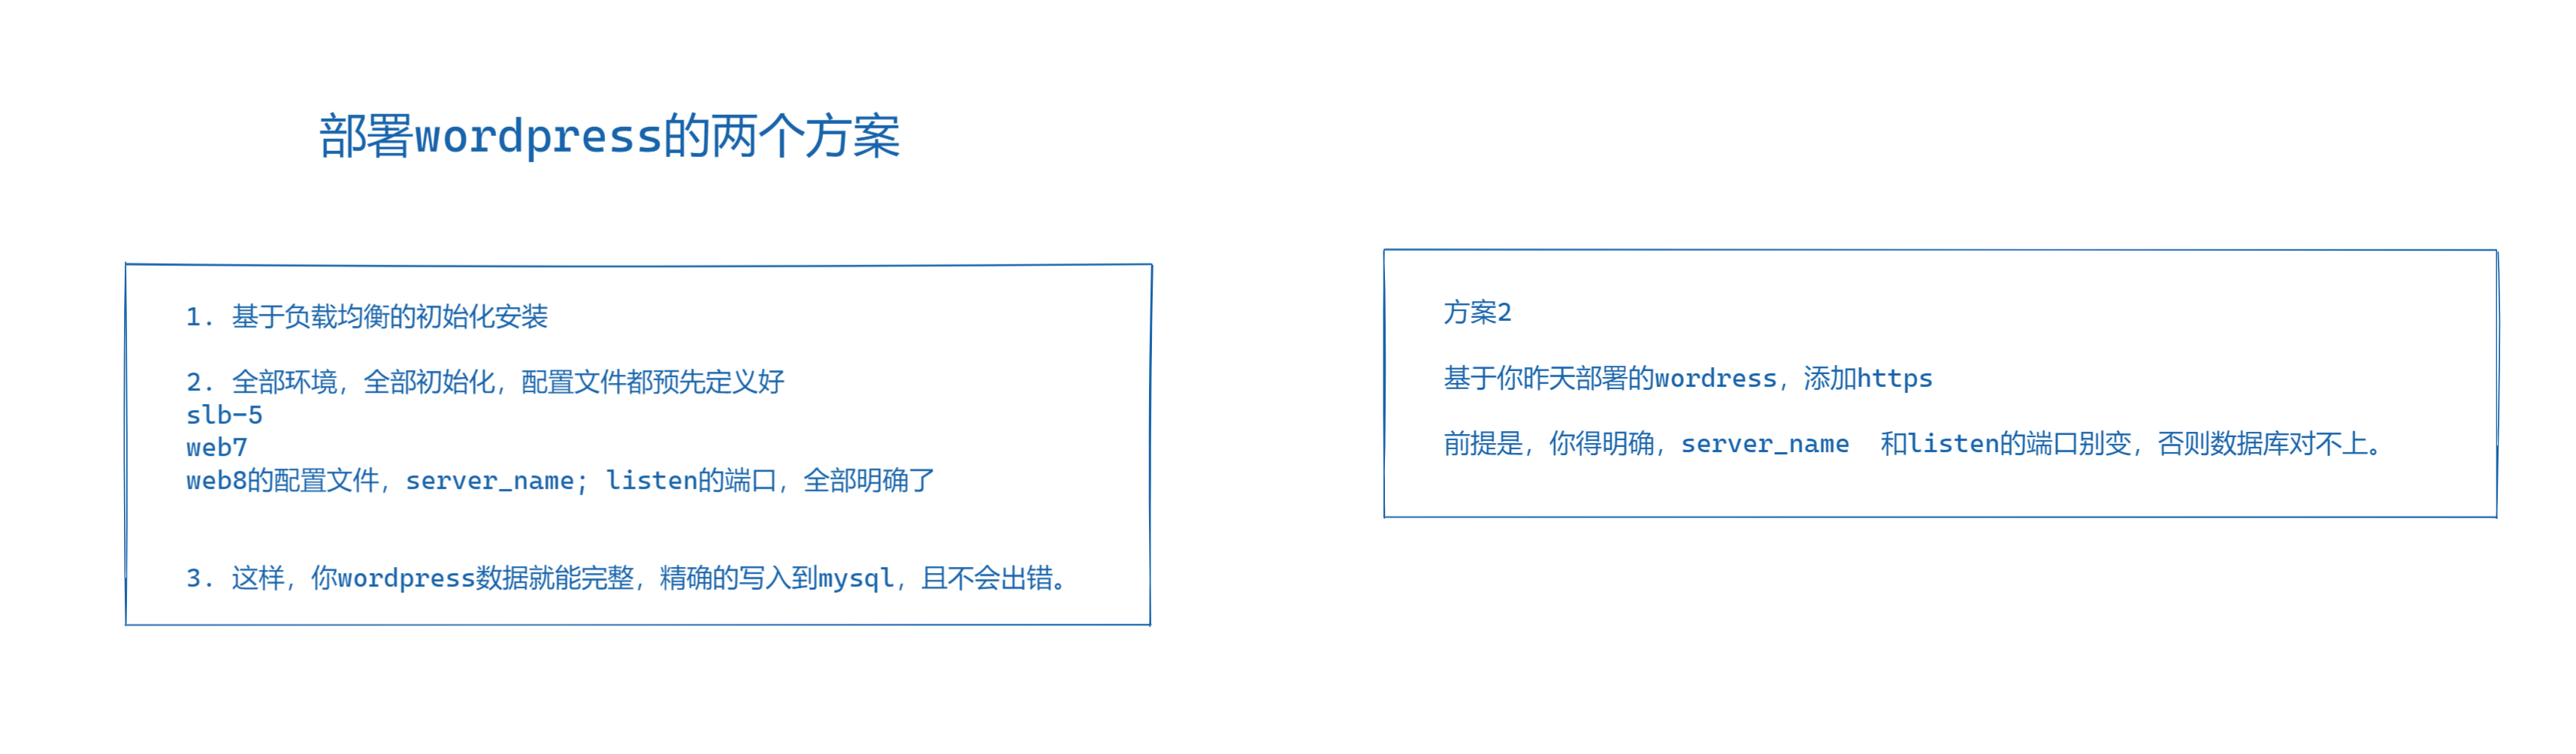 部署wordpress的两个方案
1. 基于负载均衡的初始化安装
2. 全部环境，全部初始化，配置文件都预先定义好
slb-5
web7
web8的配置文件，server_name; listen的端口，全部明确了
3. 这样，你wordpress数据就能完整，精确的写入到mysql，且不会出错。
方案2
基于你昨天部署的wordress，添加https
前提是，你得明确，server_name 和listen的端口别变，否则数据库对不上。